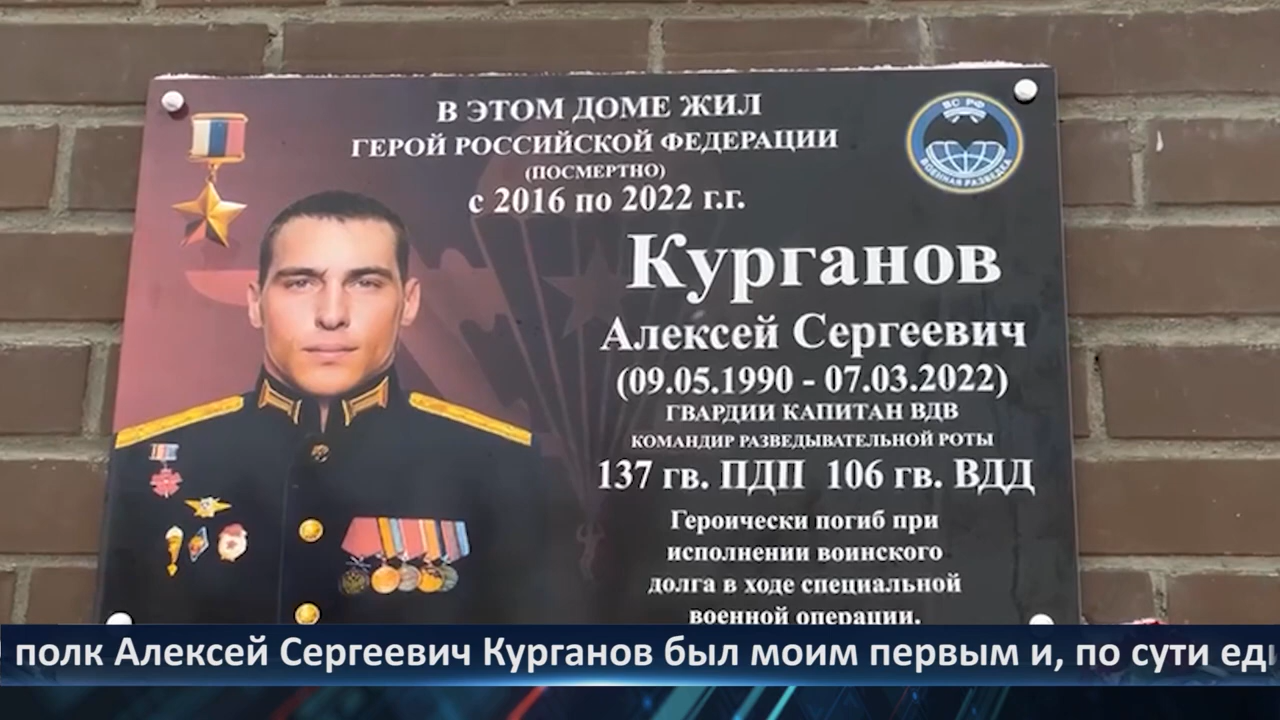 В ЭТОМ ДОМЕ ЖИЛ
ГЕРОЙ РОССИЙСКОЙ ФЕДЕРАЦИИ
(ПОСМЕРТНО)
с 2016 по 2022 г.г.
ВС РФ
ВОЕННАЯ РАЗВЕДКА
Курганов
Алексей Сергеевич
(09.05.1990 - 07.03.2022)
ГВАРДИИ КАПИТАН ВДВ
КОМАНДИР РАЗВЕДЫВАТЕЛЬНОЙ РОТЫ
137 гв. ПДП 106 гв. ВДД
Героически погиб при
исполнении воинского
долга в ходе специальной
военной операции.
полк Алексей Сергеевич Курганов был моим первым и, по сути еди